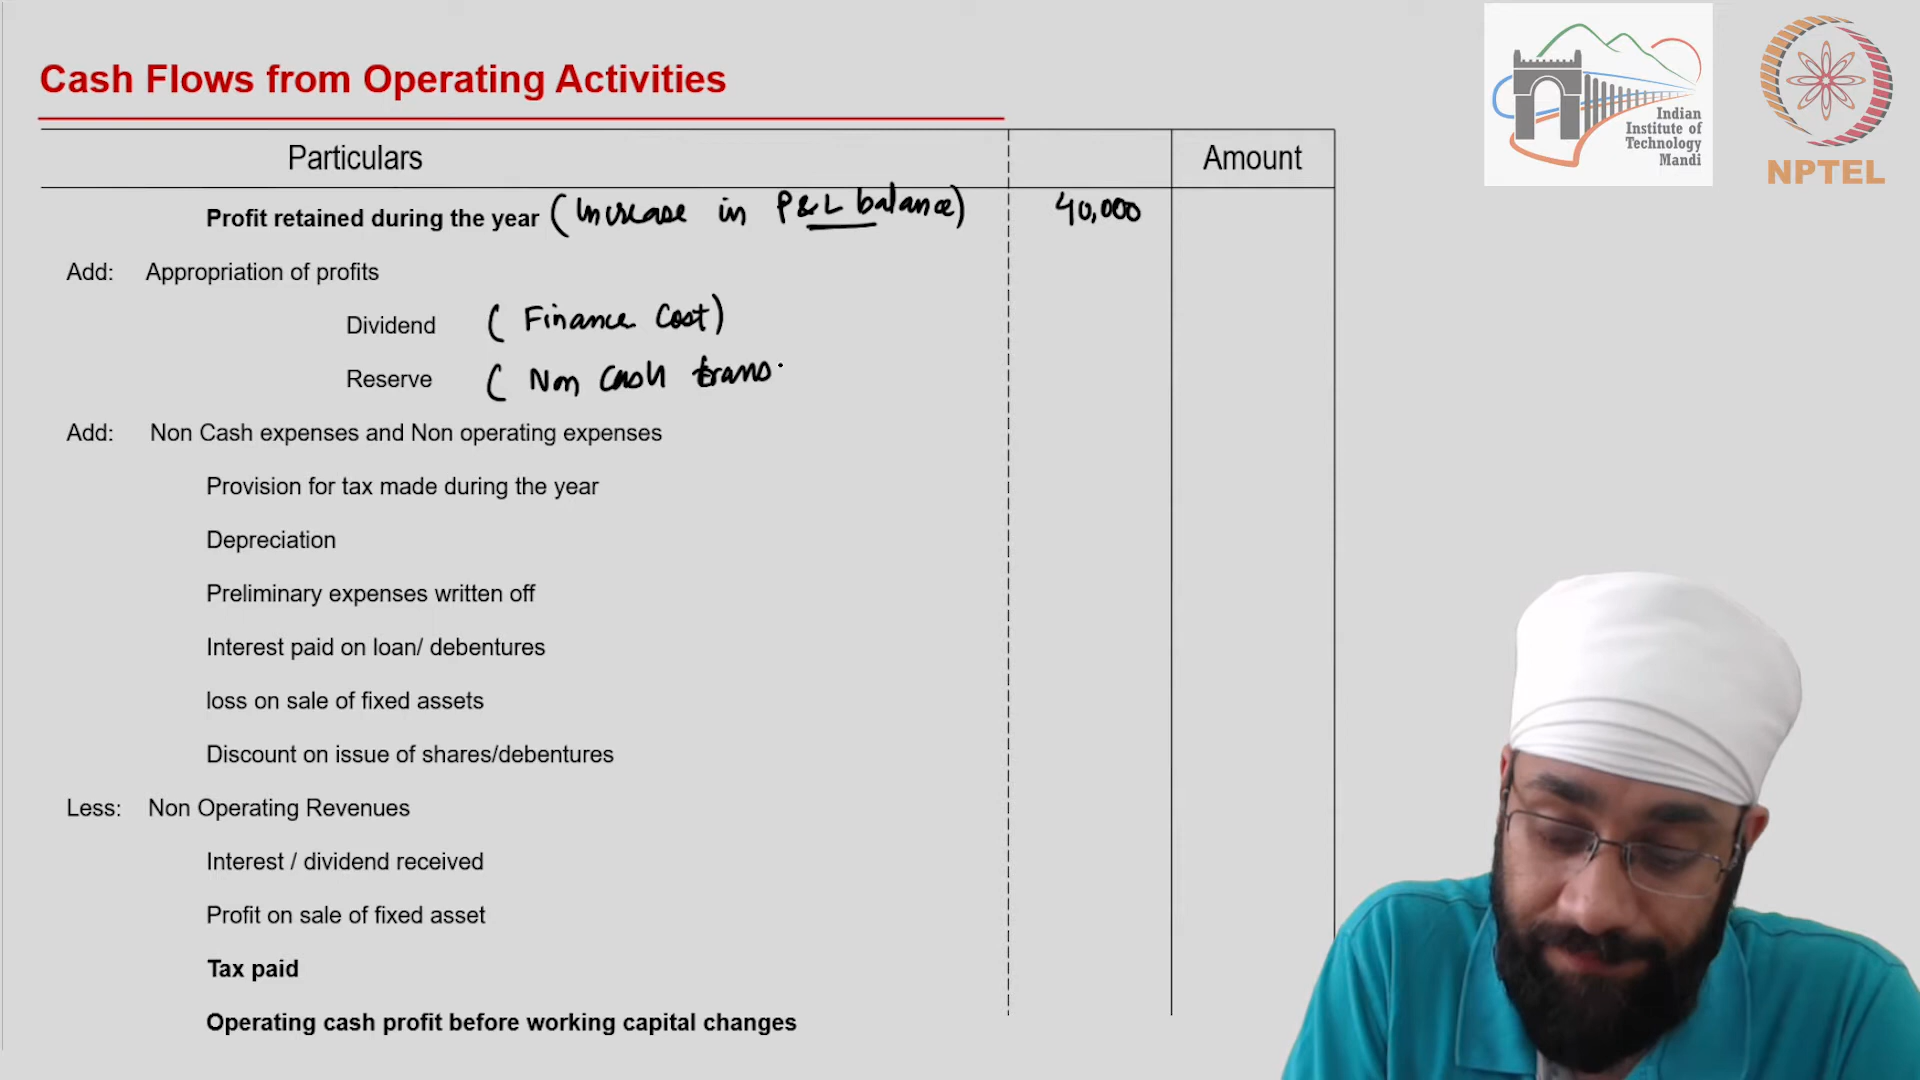 Cash Flows from Operating Activities
Indian
Institute of
Technology
Mandi
NPTEL
Particulars Amount
Profit retained during the year (Increase in P&L balance) 40,000
Add: Appropriation of profits
Dividend (Finance Cost)
Reserve (Non Cash trans
Add: Non Cash expenses and Non operating expenses
Provision for tax made during the year
Depreciation
Preliminary expenses written off
Interest paid on loan/ debentures
loss on sale of fixed assets
Discount on issue of shares/debentures
Less: Non Operating Revenues
Interest / dividend received
Profit on sale of fixed asset
Tax paid
Operating cash profit before working capital changes